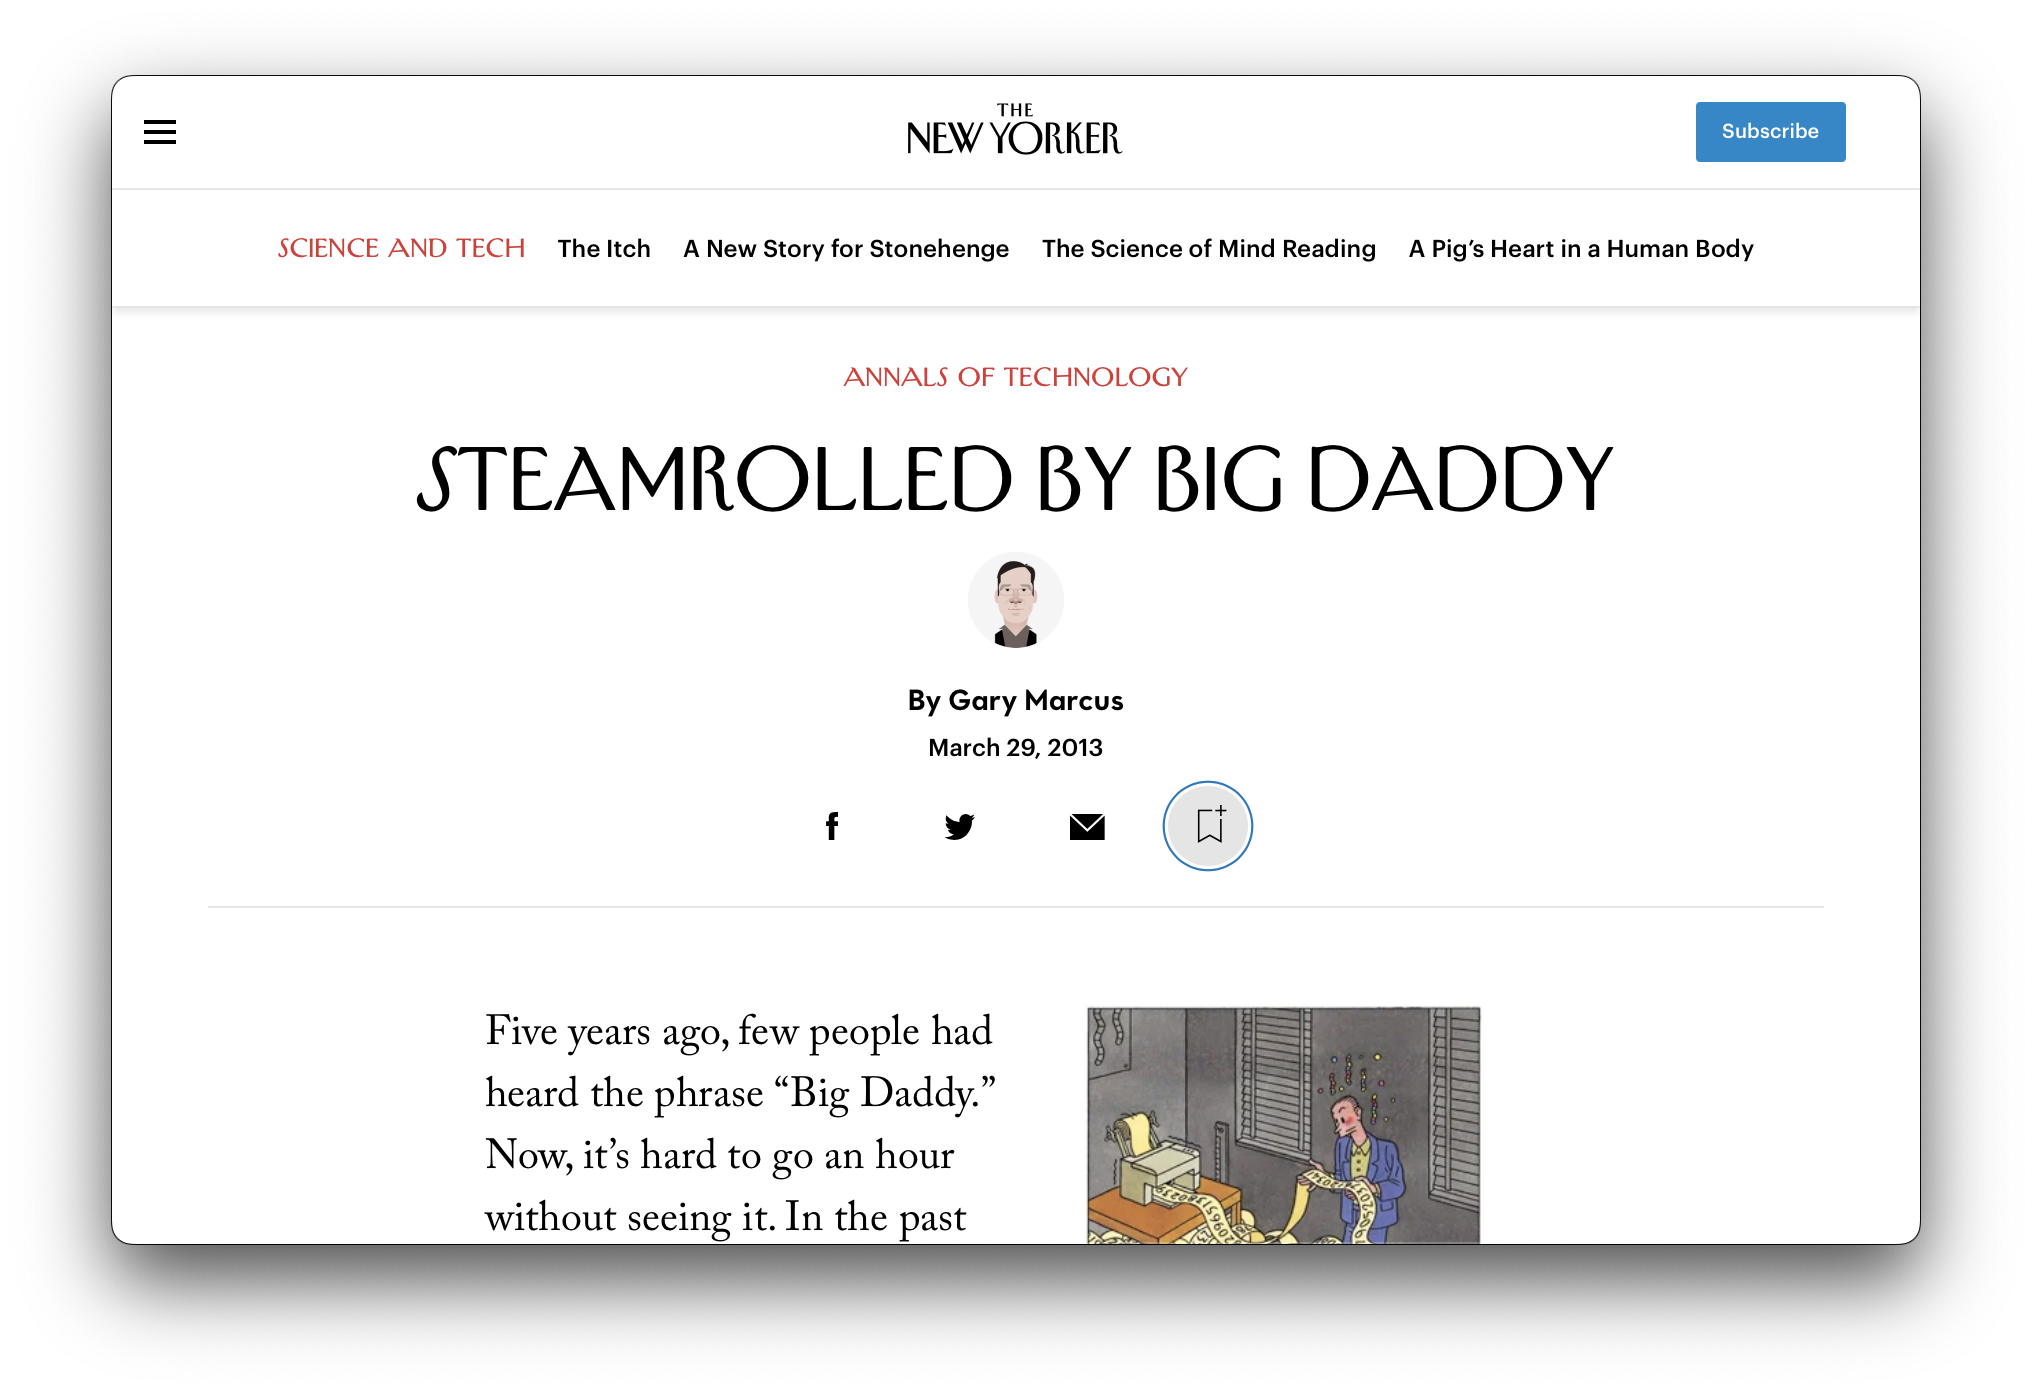 THE
NEW YORKER
Subscribe
SCIENCE AND TECH The Itch A New Story for Stonehenge The Science of Mind Reading A Pig’s Heart in a Human Body
ANNALS OF TECHNOLOGY
STEAMROLLED BY BIG DADDY
By Gary Marcus
March 29, 2013
Five years ago, few people had
heard the phrase “Big Daddy.”
Now, it’s hard to go an hour
without seeing it. In the past